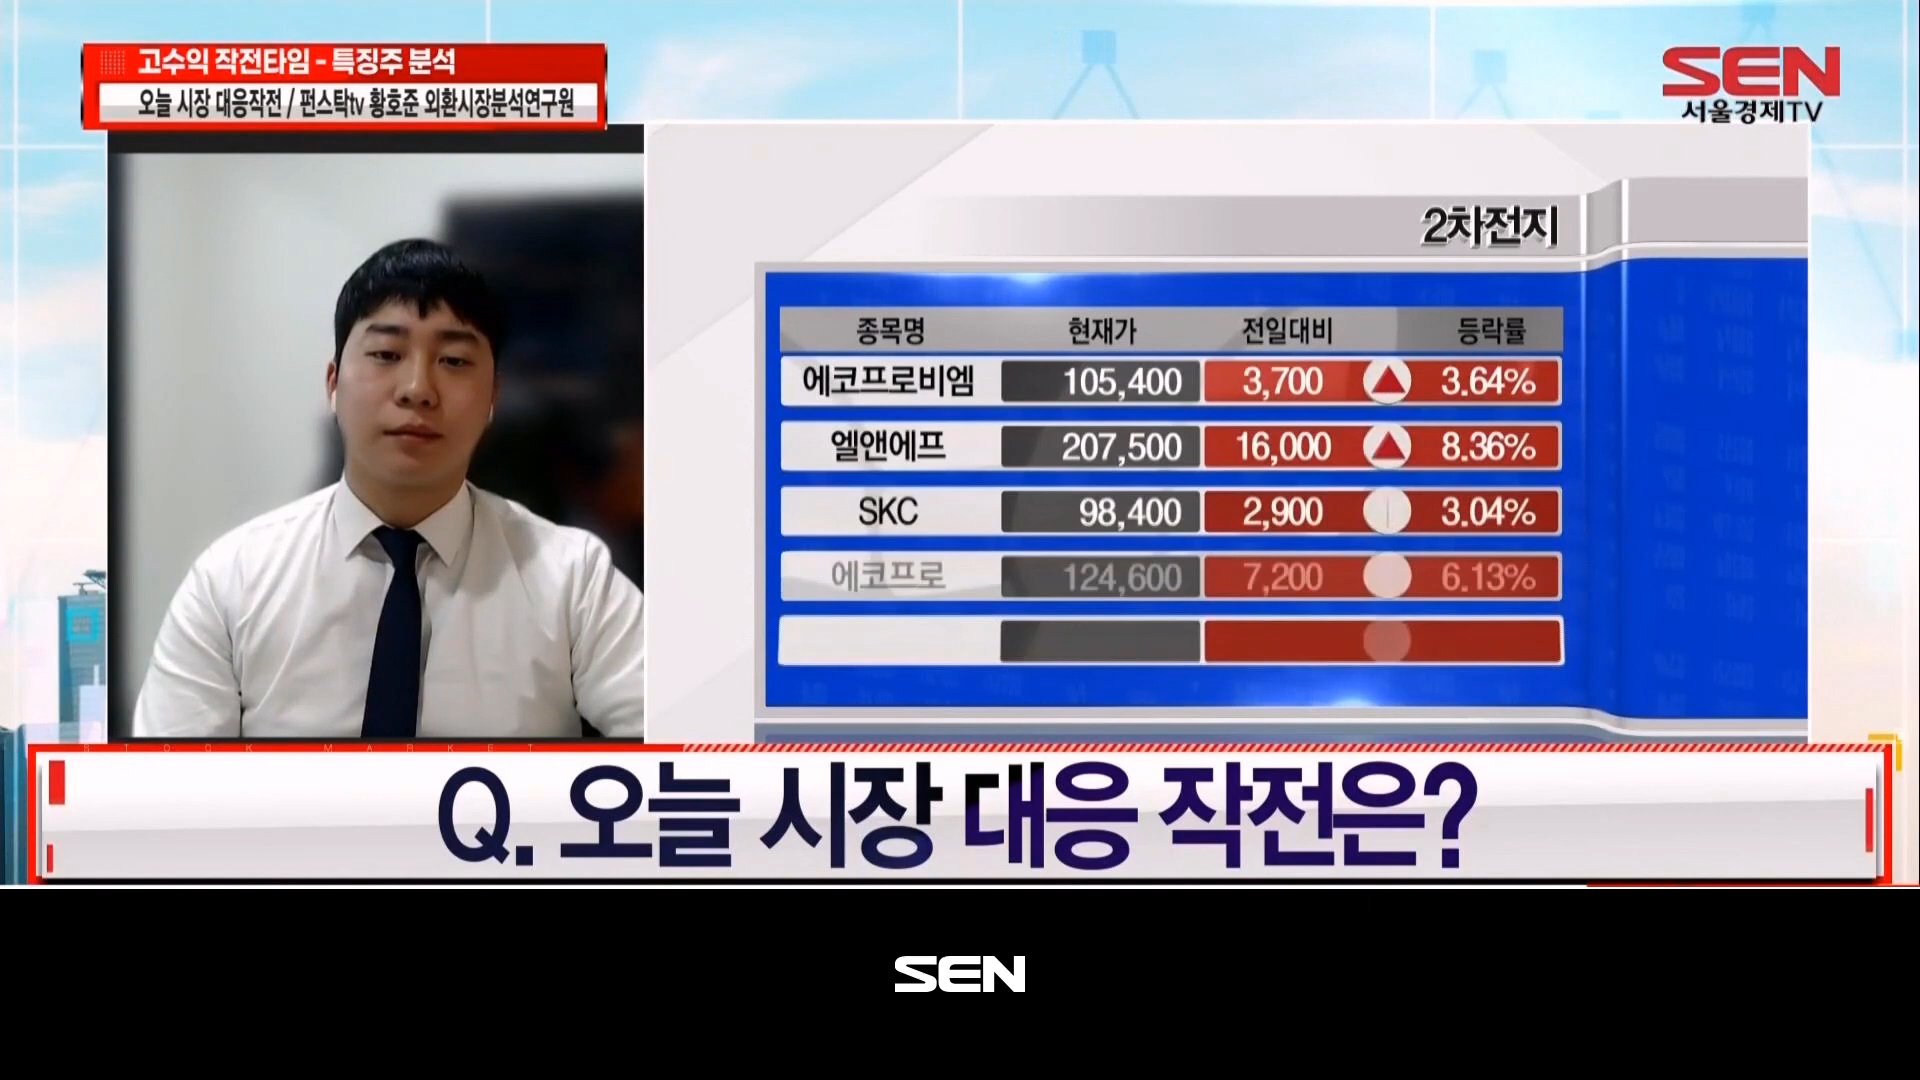 고수익 작전타임 - 특징주 분석
오늘 시장 대응작전 / 펀스탁tv 황호준 외환시장분석연구원
SEN
서울경제TV
2차전지
종목명 현재가 전일대비 등락률
에코프로비엠 105,400 3,700 3.64%
엘앤에프 207,500 16,000 8.36%
SKC 98,400 2,900 3.04%
에코프로 124,600 7,200 6.13%
STOCK MARKET
Q. 오늘 시장 대응 작전은?
SEN